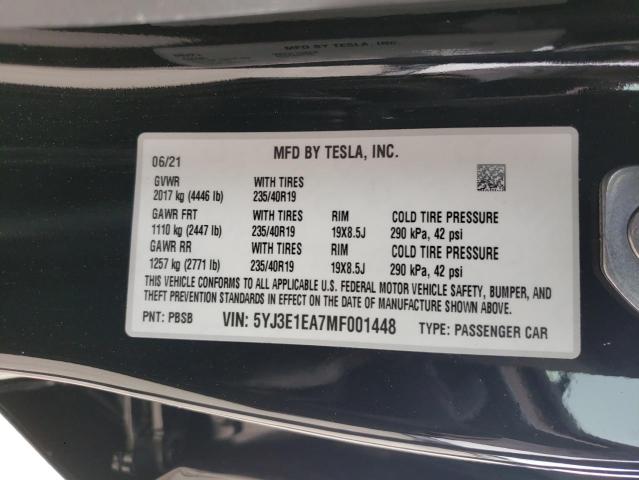 MFD BY TESLA, INC.
06/21 MFD BY TESLA, INC.
GVWR WITH TIRES
2017 kg (4446 lb) 235/40R19
GAWR FRT WITH TIRES RIM COLD TIRE PRESSURE
1110 kg (2447 lb) 235/40R19 19X8.5J 290 kPa, 42 psi
GAWR RR WITH TIRES RIM COLD TIRE PRESSURE
1257 kg (2771 lb) 235/40R19 19X8.5J 290 kPa, 42 psi
THIS VEHICLE CONFORMS TO ALL APPLICABLE U.S. FEDERAL MOTOR VEHICLE SAFETY, BUMPER, AND
THEFT PREVENTION STANDARDS IN EFFECT ON THE DATE OF MANUFACTURE SHOWN ABOVE.
PNT: PBSB VIN: 5YJ3E1EA7MF001448 TYPE: PASSENGER CAR